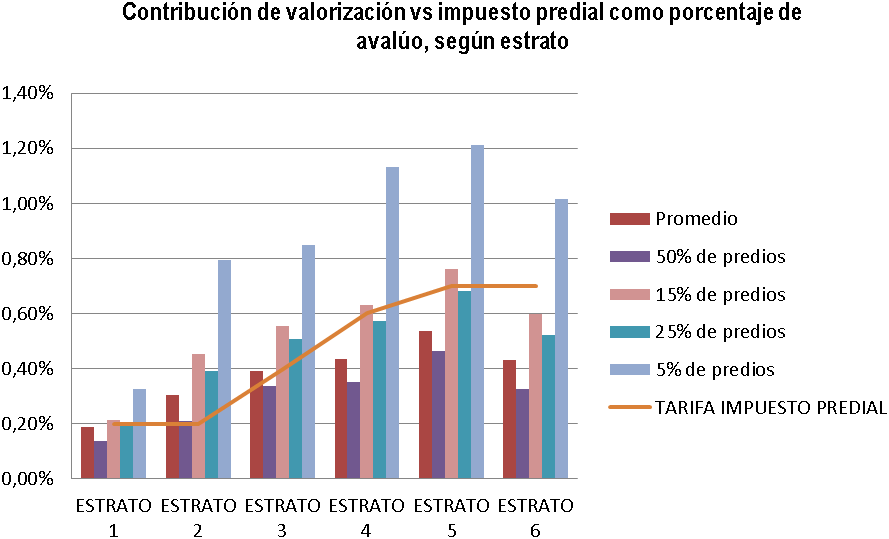 Contribución de valorización vs impuesto predial como porcentaje de
avalúo, según estrato
1,40%
1,20%
1,00%
0,80%
0,60%
0,40%
0,20%
0,00%
ESTRATO
1
ESTRATO
2
ESTRATO
3
ESTRATO
4
ESTRATO
5
ESTRATO
6
Promedio
50% de predios
15% de predios
25% de predios
5% de predios
TARIFA IMPUESTO PREDIAL